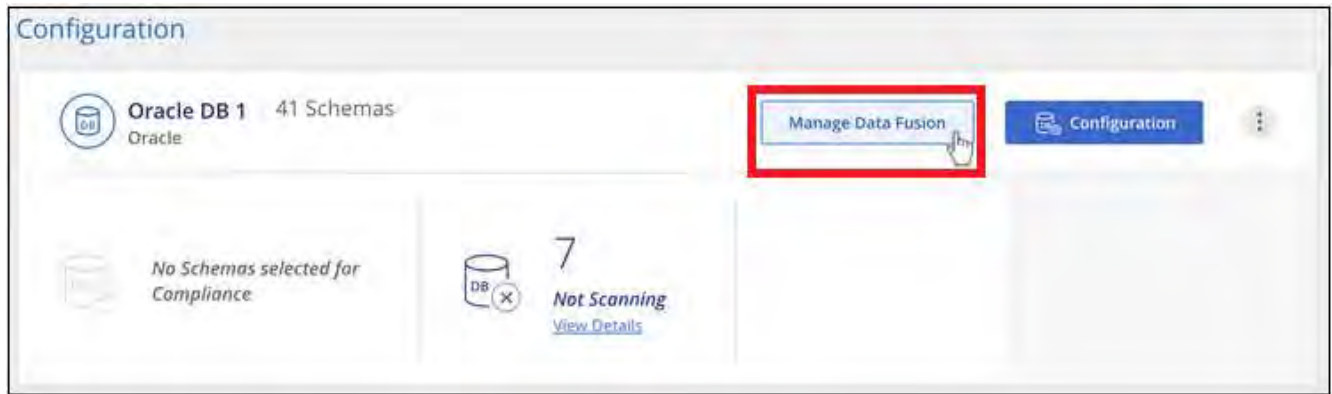 Configuration
Oracle DB 1 41 Schemas
Oracle
Manage Data Fusion
Configuration
No Schemas selected for
Compliance
DB
7
Not Scanning
View Details